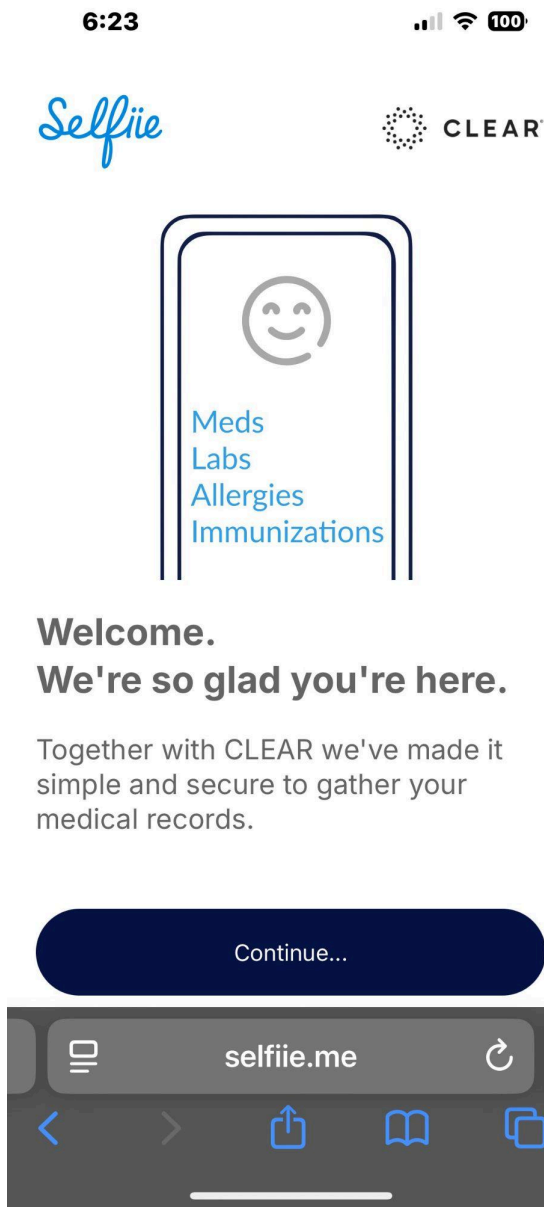 6:23
100
Selfiie
CLEAR
Meds
Labs
Allergies
Immunizations
Welcome.
We're so glad you're here.
Together with CLEAR we've made it
simple and secure to gather your
medical records.
Continue...
selfiie.me